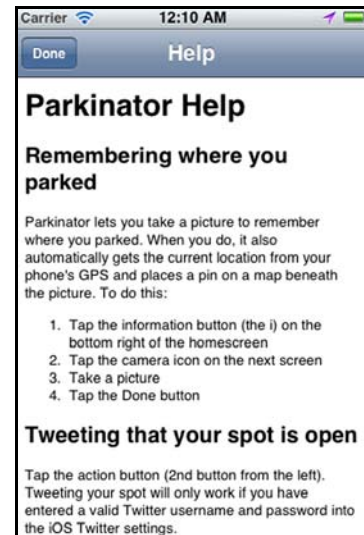 Carrier 12:10 AM
Done Help
Parkinator Help
Remembering where you
parked
Parkinator lets you take a picture to remember
where you parked. When you do, it also
automatically gets the current location from your
phone's GPS and places a pin on a map beneath
the picture. To do this:
1. Tap the information button (the i) on the
bottom right of the homescreen
2. Tap the camera icon on the next screen
3. Take a picture
4. Tap the Done button
Tweeting that your spot is open
Tap the action button (2nd button from the left).
Tweeting your spot will only work if you have
entered a valid Twitter username and password into
the iOS Twitter settings.